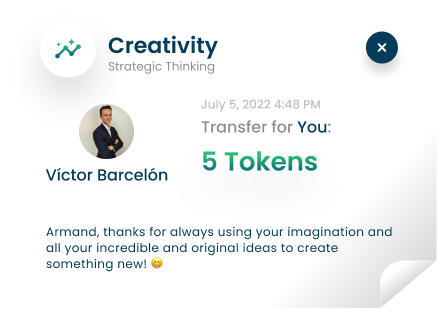 Creativity
Strategic Thinking
July 5, 2022 4:48 PM
Transfer for You:
5 Tokens
Víctor Barcelón
Armand, thanks for always using your imagination and
all your incredible and original ideas to create
something new! 😁